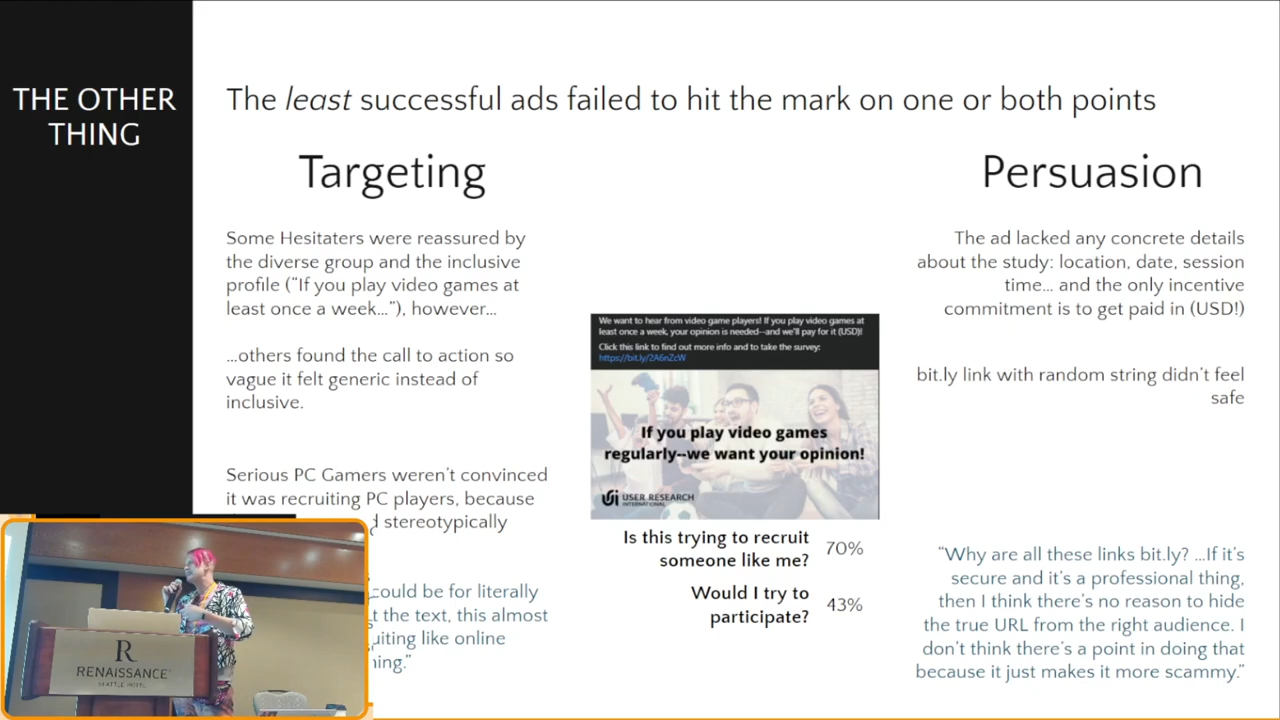 THE OTHER
THING
The least successful ads failed to hit the mark on one or both points
Targeting
Some Hesitaters were reassured by
the diverse group and the inclusive
profile ("If you play video games at
least once a week..."), however...
...others found the call to action so
vague it felt generic instead of
inclusive.
Serious PC Gamers weren't convinced
it was recruiting PC players, because
stereotypically
could be for literally
the text, this almost
like online
We want to hear from video game players! If you play video games at
least once a week, your opinion is needed--and we'll pay for it (USD)!
Click this link to find out more info and to take the survey:
https://bit.ly/2A6nZcW
If you play video games
regularly--we want your opinion!
USER RESEARCH
INTERNATIONAL
Is this trying to recruit
someone like me?
70%
Would I try to
participate?
43%
Persuasion
The ad lacked any concrete details
about the study: location, date, session
time... and the only incentive
commitment is to get paid in (USD!)
bit.ly link with random string didn't feel
safe
"Why are all these links bit.ly? ...If it's
secure and it's a professional thing,
then I think there's no reason to hide
the true URL from the right audience. I
don't think there's a point in doing that
because it just makes it more scammy."
R
RENAISSANCE
SEATTLE HOTEL